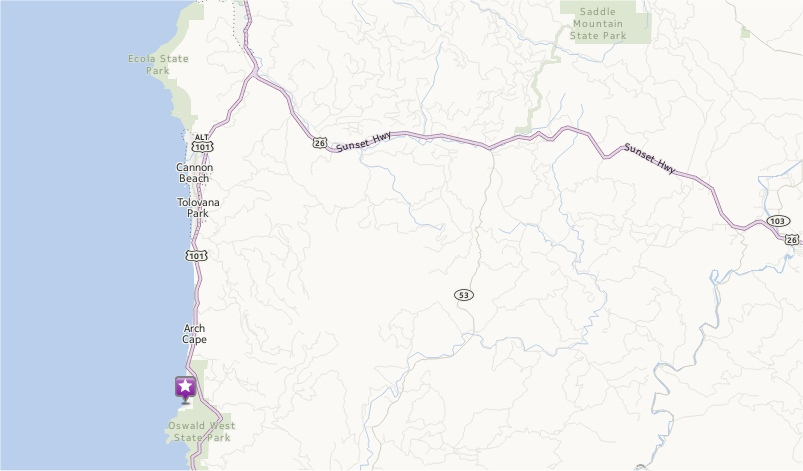 Saddle
Mountain
State Park
Ecola State
Park
ALT
101
26
Sunset Hwy
Sunset Hwy
Cannon
Beach
Tolovana
Park
103
26
101
53
Arch
Cape
Oswald West
State Park